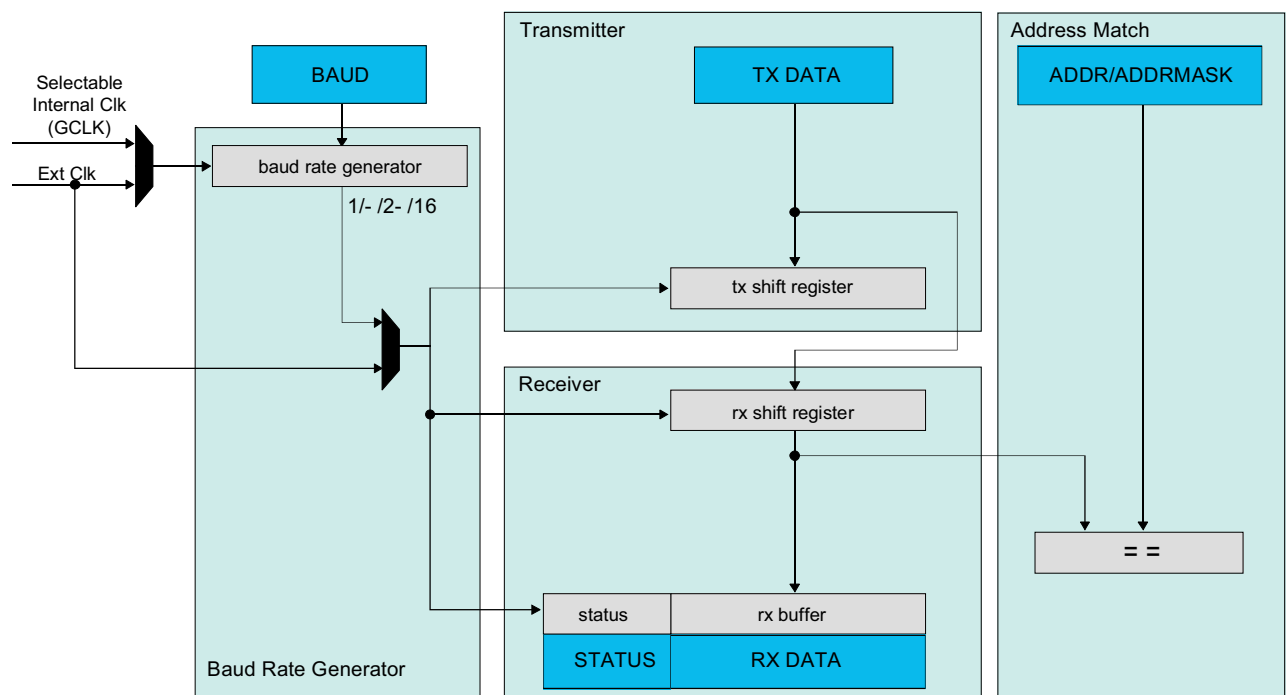 Transmitter
Address Match
BAUD
TX DATA
ADDR/ADDRMASK
Selectable
Internal Clk
(GCLK)
Ext Clk
baud rate generator
1/- /2- /16
tx shift register
Receiver
rx shift register
= =
status
rx buffer
STATUS
RX DATA
Baud Rate Generator